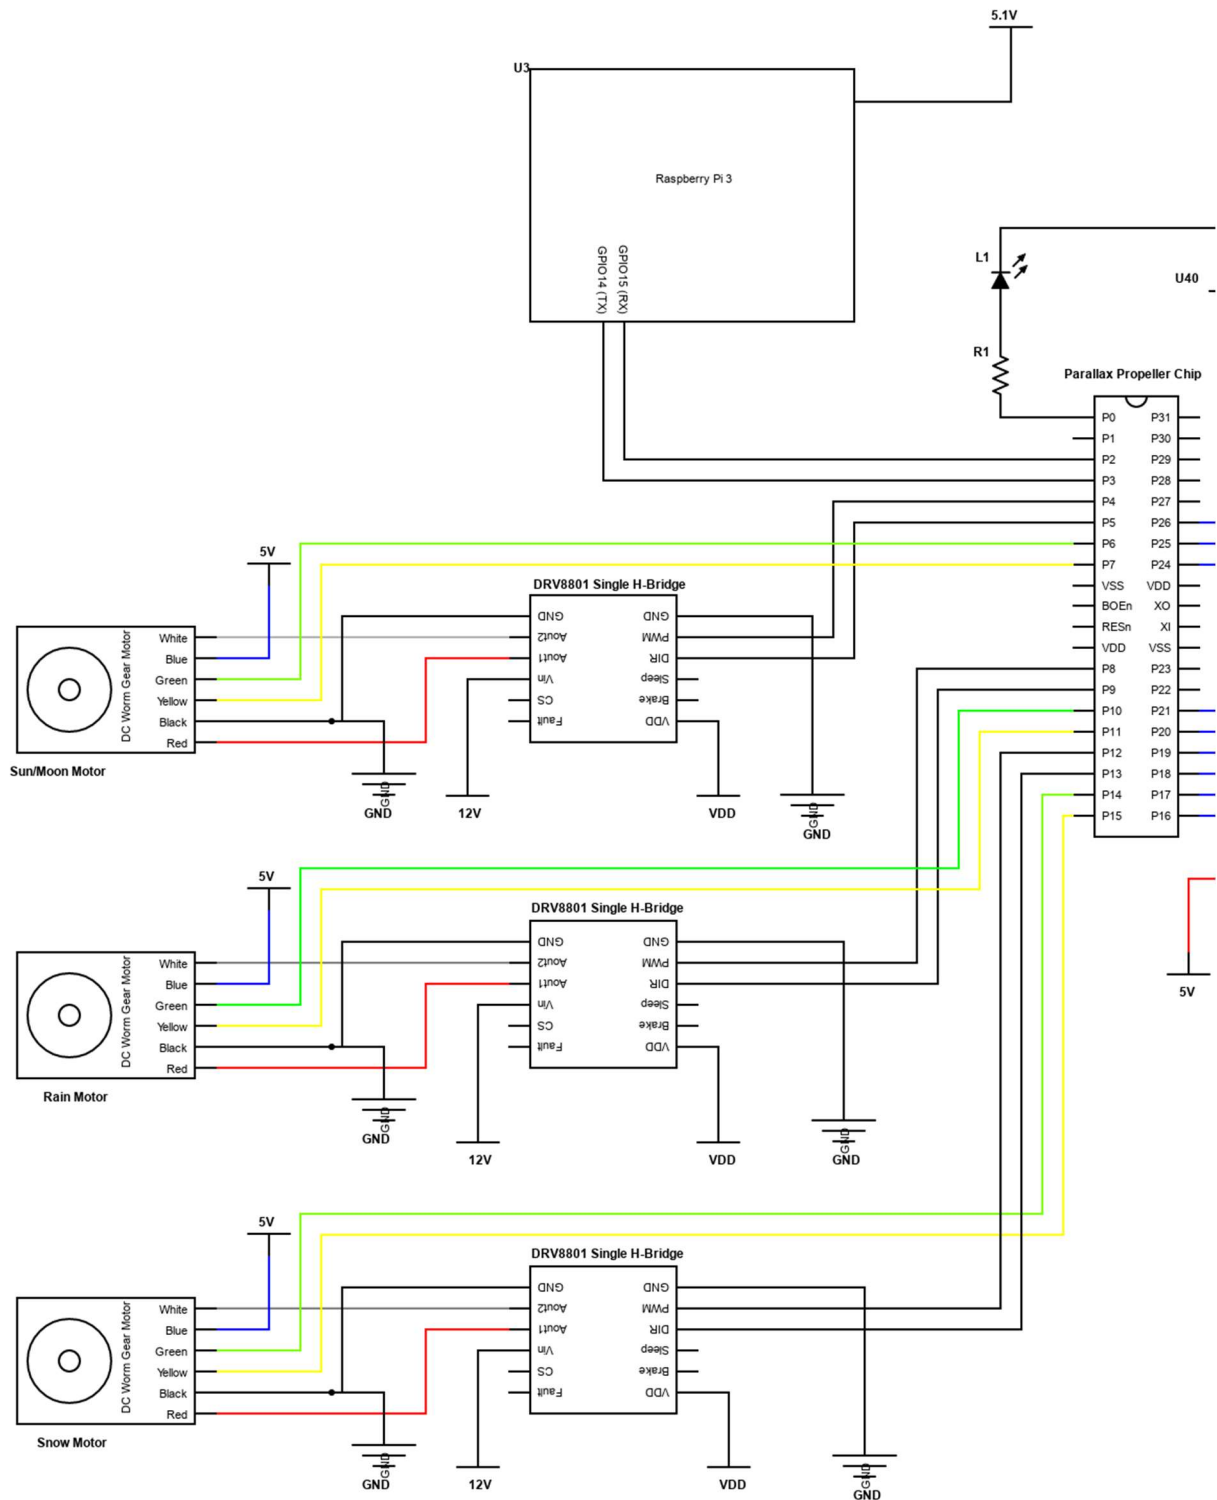 5.1V
U3
Raspberry Pi 3
GPIO14 (TX)
GPIO15 (RX)
L1
U40
R1
Parallax Propeller Chip
P0 P31
P1 P30
P2 P29
P3 P28
P4 P27
P5 P26
P6 P25
P7 P24
VSS VDD
BOEn XO
RESn XI
VDD VSS
P8 P23
P9 P22
P10 P21
P11 P20
P12 P19
P13 P18
P14 P17
P15 P16
5V
5V
DRV8801 Single H-Bridge
GND GND
Aout2 PWM
Aout1 DIR
Vin Sleep
CS Brake
Fault VDD
DC Worm Gear Motor
White
Blue
Green
Yellow
Black
Red
Sun/Moon Motor
GND
GND
12V
VDD
GND
GND
5V
DRV8801 Single H-Bridge
GND GND
Aout2 PWM
Aout1 DIR
Vin Sleep
CS Brake
Fault VDD
DC Worm Gear Motor
White
Blue
Green
Yellow
Black
Red
Rain Motor
GND
GND
12V
VDD
GND
GND
5V
DRV8801 Single H-Bridge
GND GND
Aout2 PWM
Aout1 DIR
Vin Sleep
CS Brake
Fault VDD
DC Worm Gear Motor
White
Blue
Green
Yellow
Black
Red
Snow Motor
GND
GND
12V
VDD
GND
GND